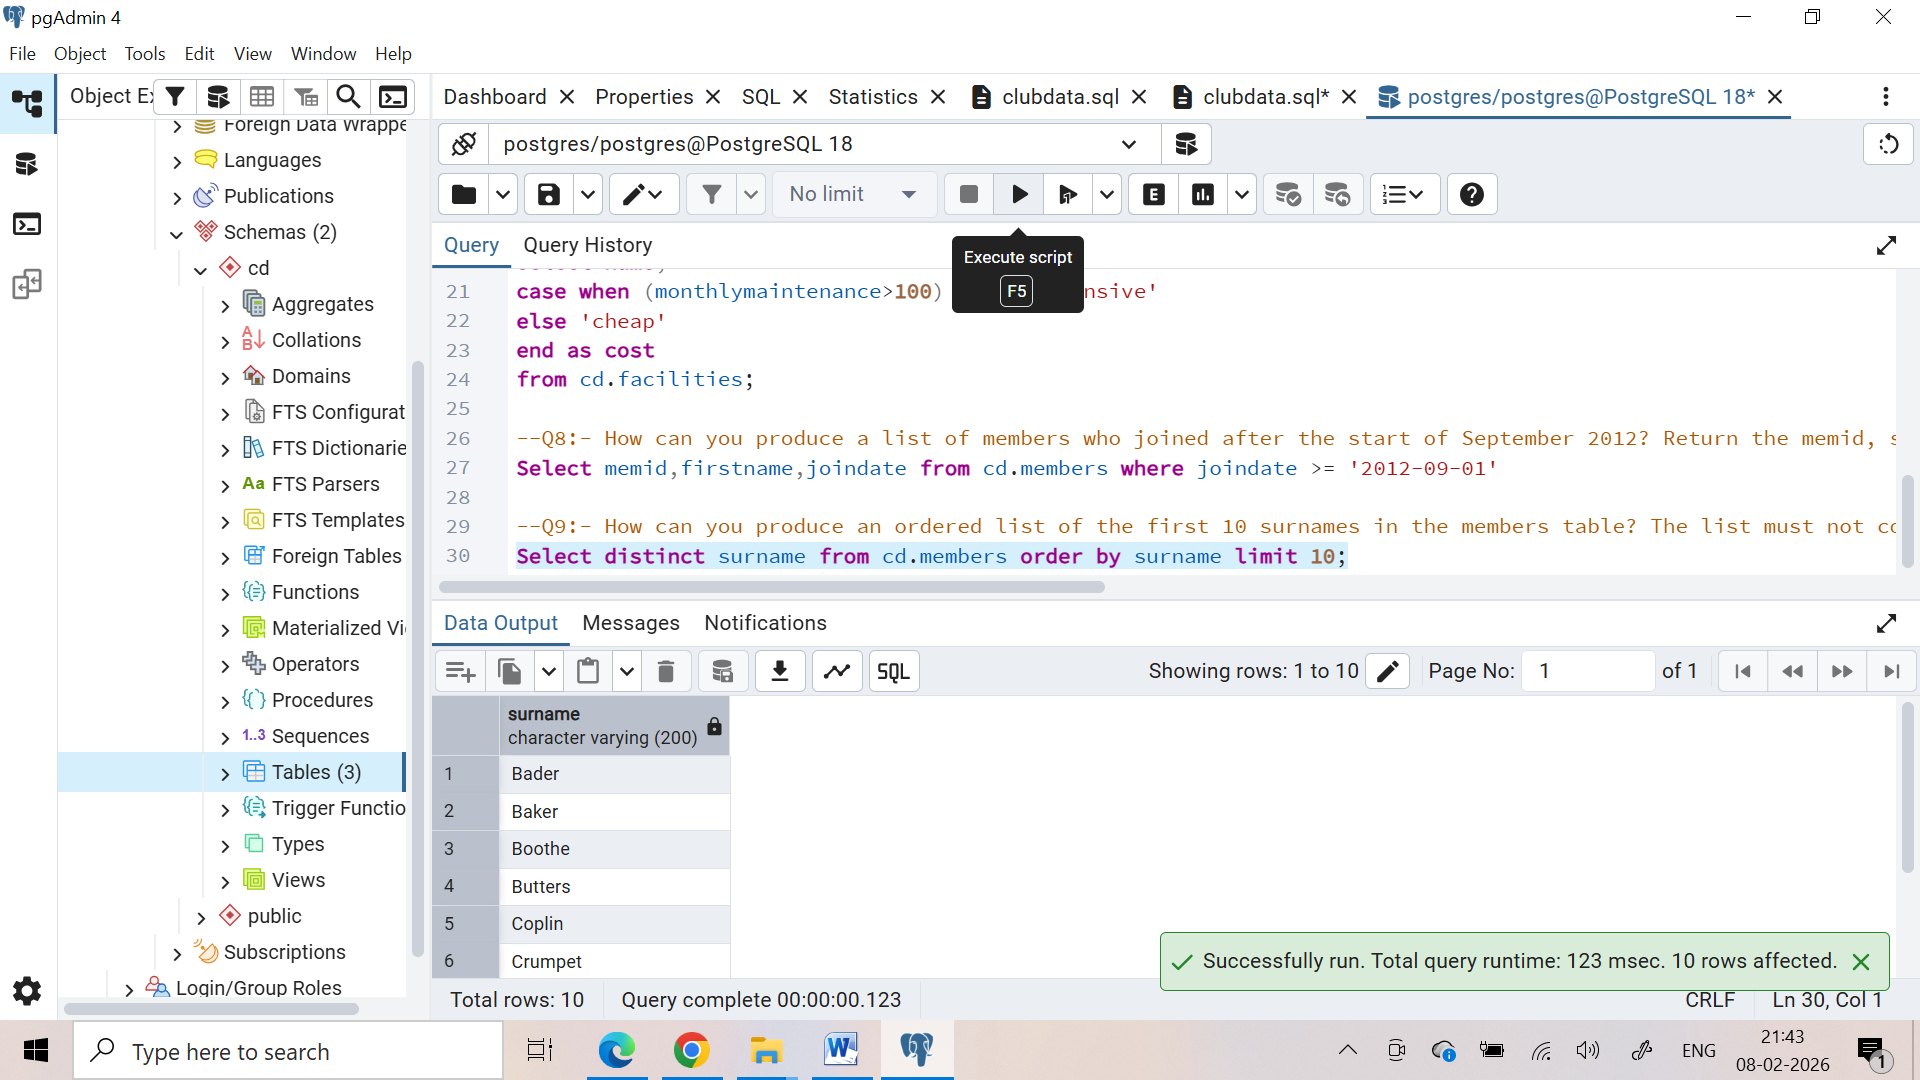 pgAdmin 4
File Object Tools Edit View Window Help
Object Ex
Dashboard
Properties
SQL
Statistics
clubdata.sql
clubdata.sql*
postgres/postgres@PostgreSQL 18*
postgres/postgres@PostgreSQL 18
No limit
E
Query
Query History
Execute script
F5
Foreign Data Wrappe
Languages
Publications
Schemas (2)
cd
Aggregates
Collations
Domains
FTS Configurat
FTS Dictionarie
Aa FTS Parsers
FTS Templates
Foreign Tables
Functions
Materialized Vi
Operators
Procedures
1..3 Sequences
Tables (3)
Trigger Functio
Types
Views
public
Subscriptions
Login/Group Roles
21 case when (monthlymaintenance>100) nsive'
22 else 'cheap'
23 end as cost
24 from cd.facilities;
25
26 --Q8:- How can you produce a list of members who joined after the start of September 2012? Return the memid, s
27 Select memid,firstname,joindate from cd.members where joindate >= '2012-09-01'
28
29 --Q9:- How can you produce an ordered list of the first 10 surnames in the members table? The list must not co
30 Select distinct surname from cd.members order by surname limit 10;
Data Output
Messages
Notifications
SQL
Showing rows: 1 to 10
Page No: 1 of 1
surname
character varying (200)
1 Bader
2 Baker
3 Boothe
4 Butters
5 Coplin
6 Crumpet
Successfully run. Total query runtime: 123 msec. 10 rows affected.
Total rows: 10
Query complete 00:00:00.123
CRLF
Ln 30, Col 1
Type here to search
W
ENG
21:43
08-02-2026
1